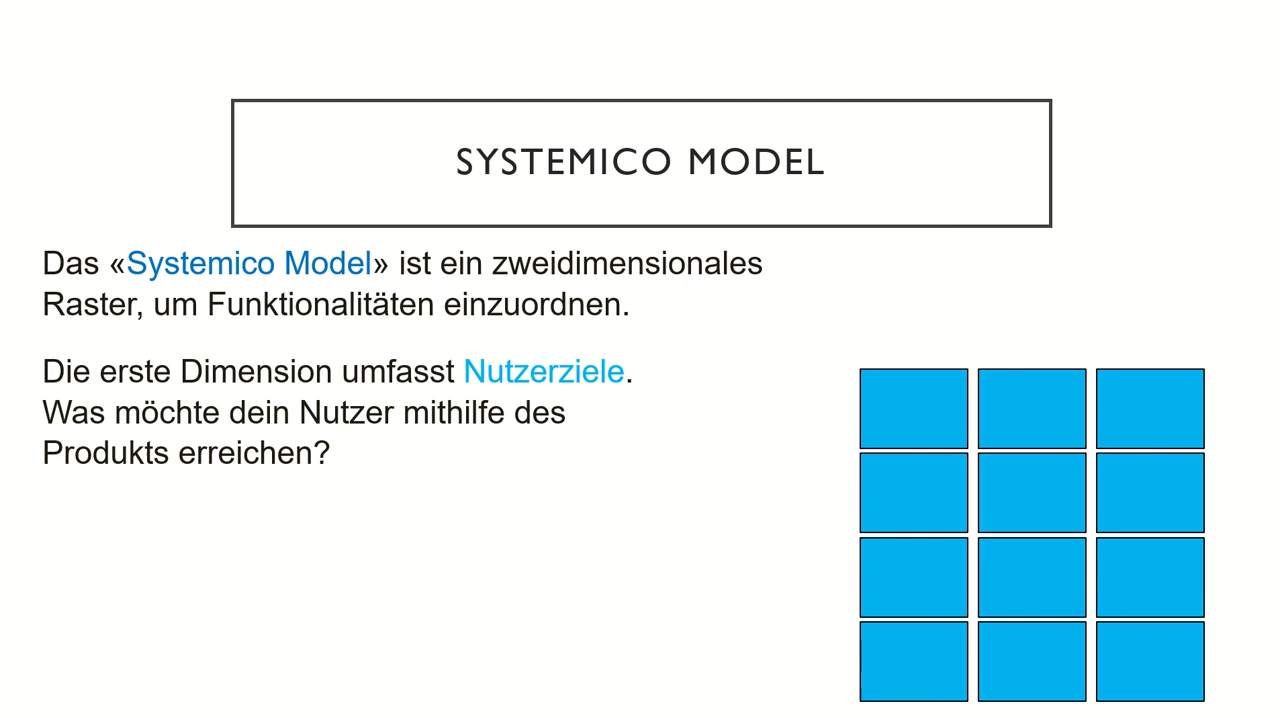 SYSTEMICO MODEL
Das «Systemico Model» ist ein zweidimensionales
Raster, um Funktionalitäten einzuordnen.
Die erste Dimension umfasst Nutzerziele.
Was möchte dein Nutzer mithilfe des
Produkts erreichen?